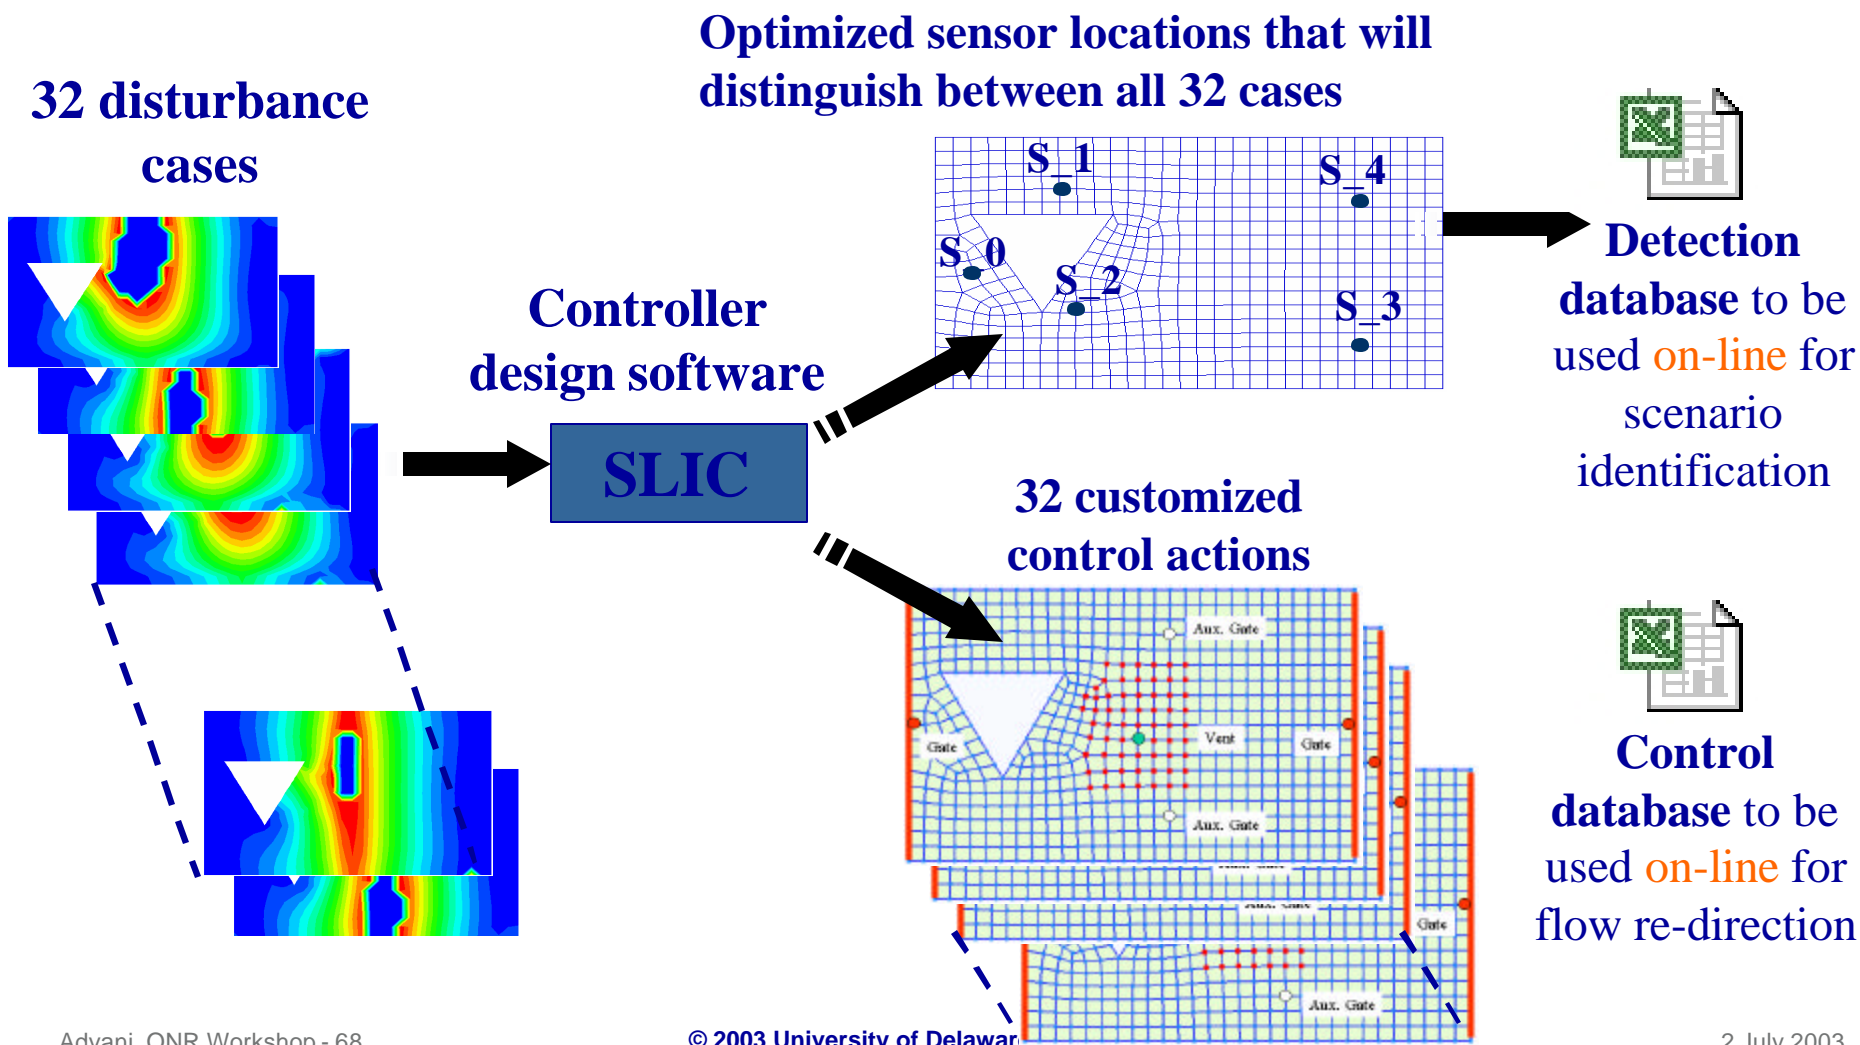 Optimized sensor locations that will
distinguish between all 32 cases
32 disturbance
cases
S_1
S_4
S_0
S_2
S_3
Detection
database to be
used on-line for
scenario
identification
Controller
design software
SLIC
32 customized
control actions
Aux. Gate
Gate
Vent
Gate
Aux. Gate
Aux. Gate
Gate
Aux. Gate
Control
database to be
used on-line for
flow re-direction
Advani, ONR Workshop - 68
© 2003 University of Delawar
2 July 2003